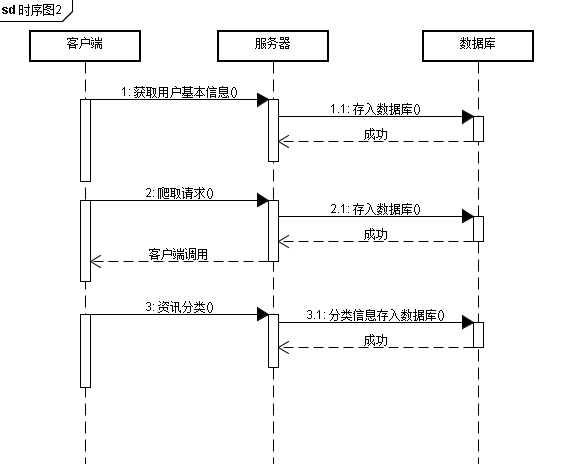 sd 时序图2
客户端
服务器
数据库
1: 获取用户基本信息()
1.1: 存入数据库()
成功
2: 爬取请求()
2.1: 存入数据库()
成功
客户端调用
3: 资讯分类()
3.1: 分类信息存入数据库()
成功